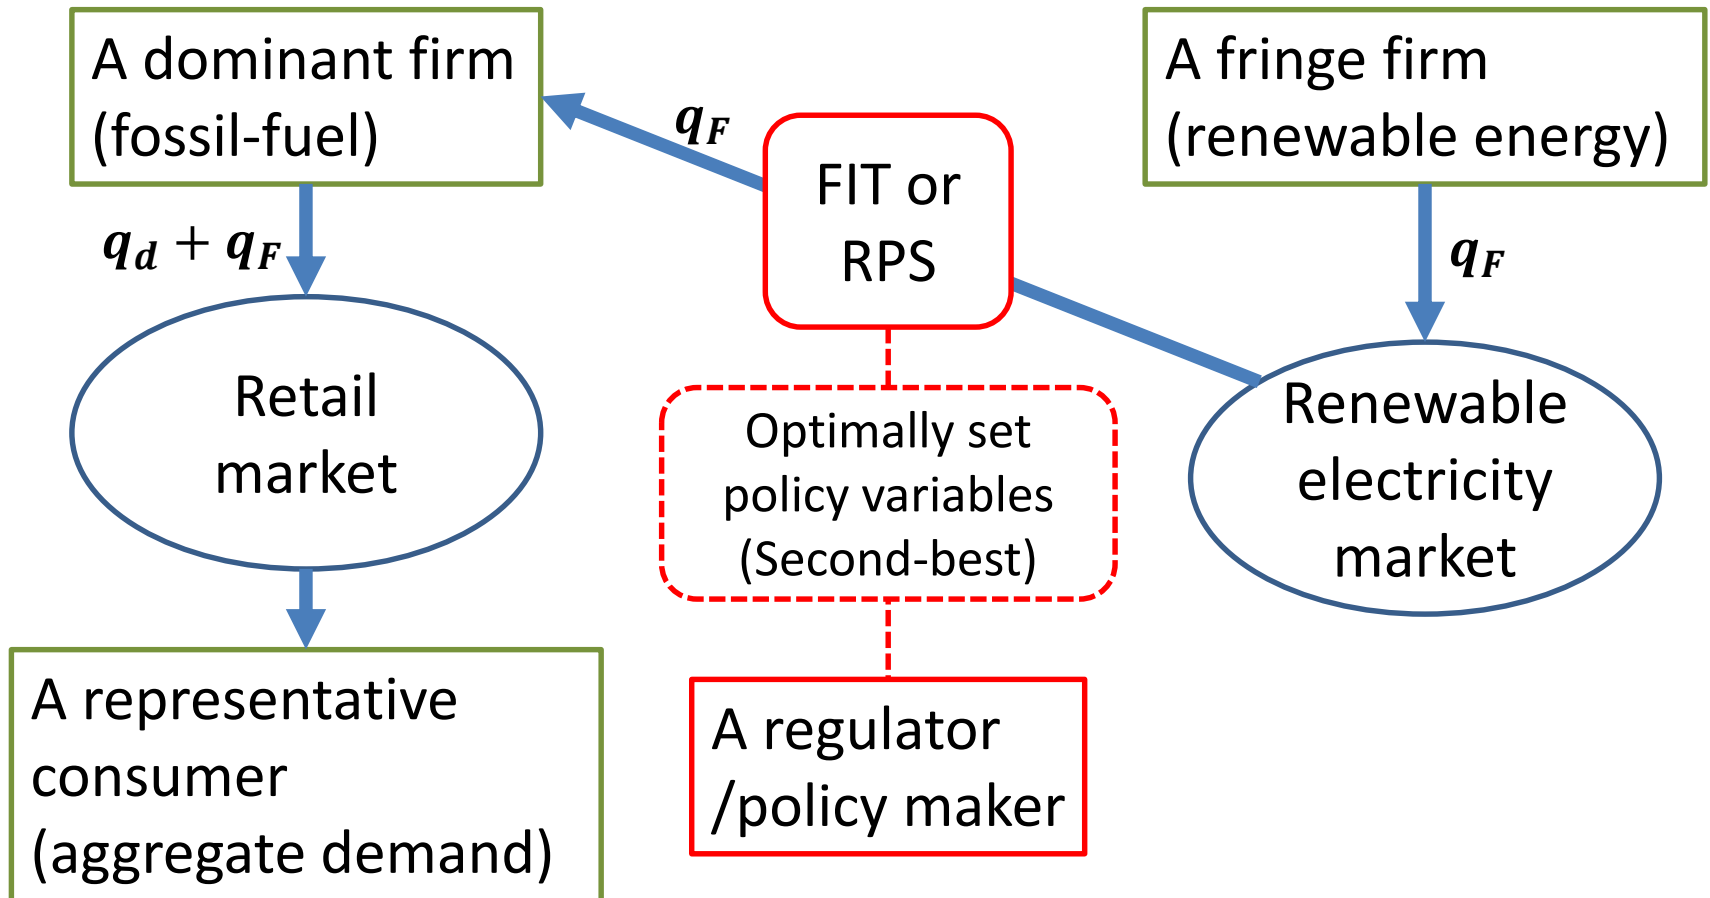 A dominant firm
(fossil-fuel)
q_F
FIT or
RPS
A fringe firm
(renewable energy)
q_d + q_F
q_F
Retail
market
Optimally set
policy variables
(Second-best)
Renewable
electricity
market
A representative
consumer
(aggregate demand)
A regulator
/policy maker